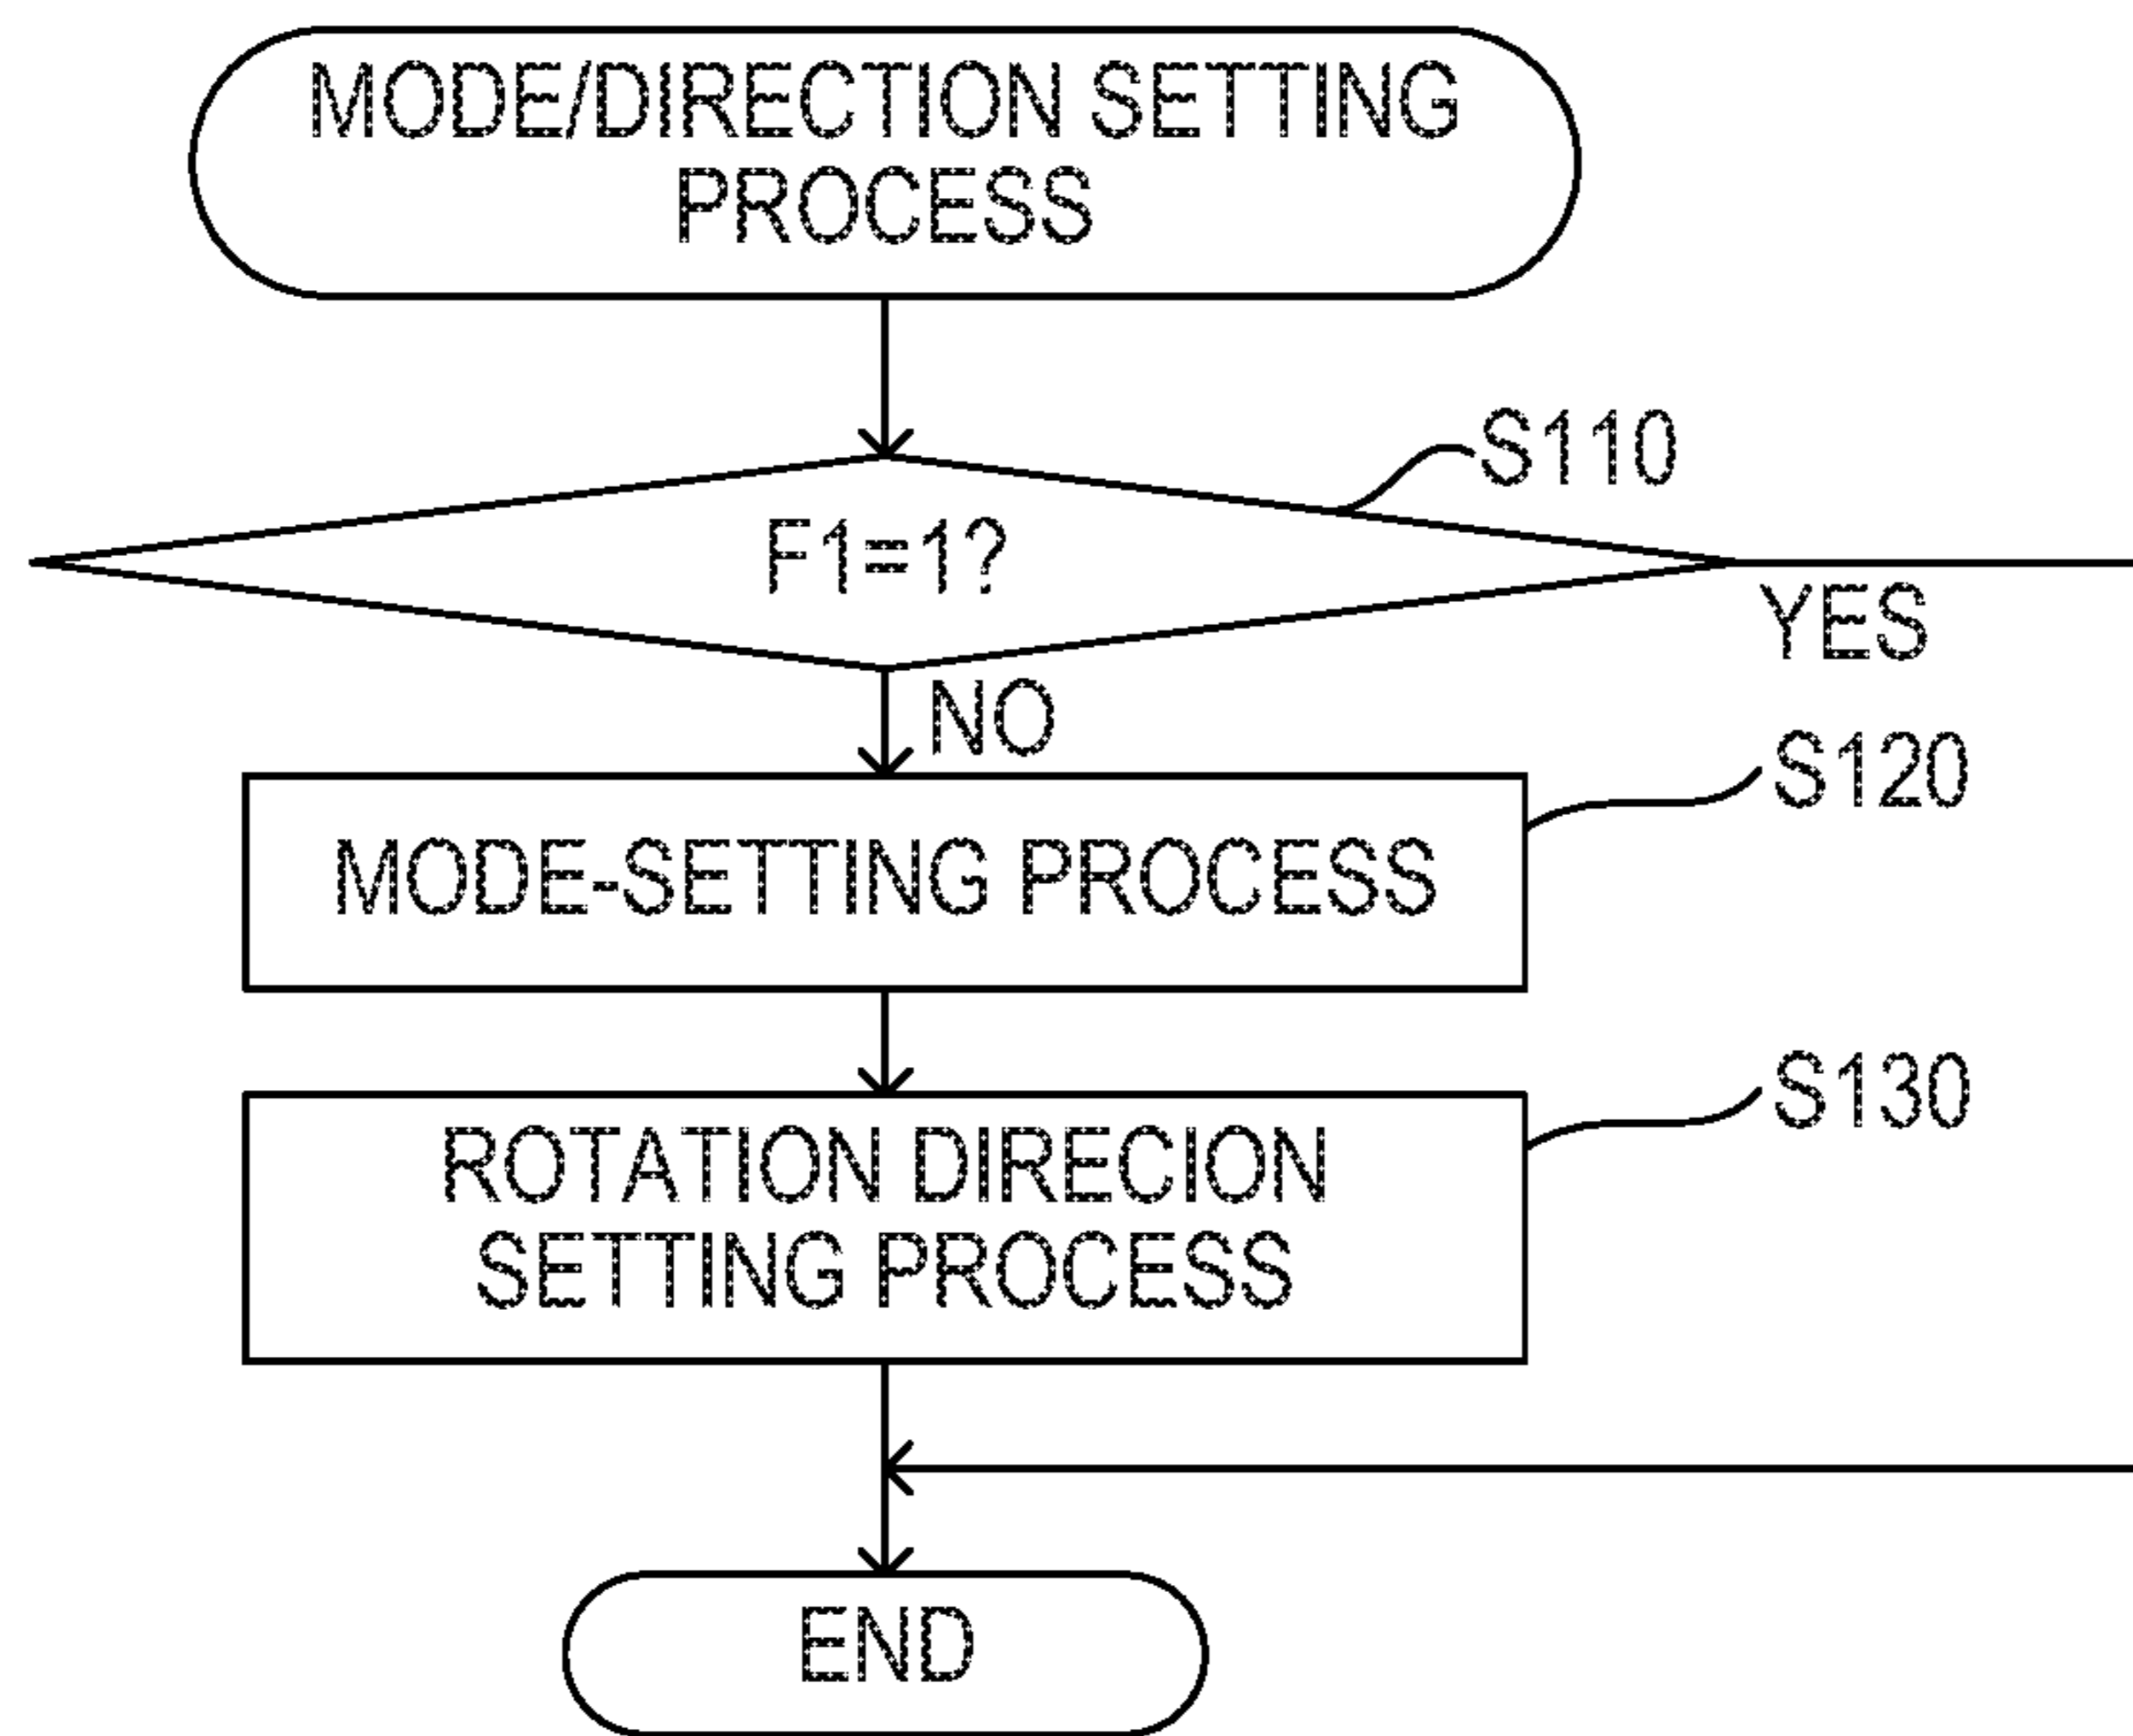 MODE/DIRECTION SETTING
PROCESS
S110
F1=1?
YES
NO
S120
MODE-SETTING PROCESS
S130
ROTATION DIRECION
SETTING PROCESS
END